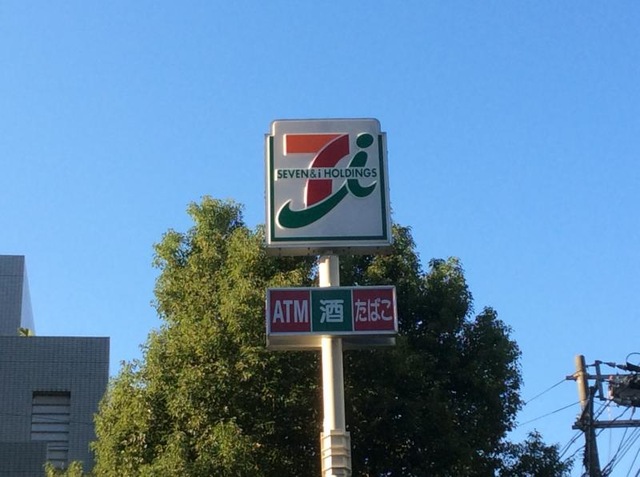 7i
SEVEN&i HOLDINGS
ATM 酒 たばこ